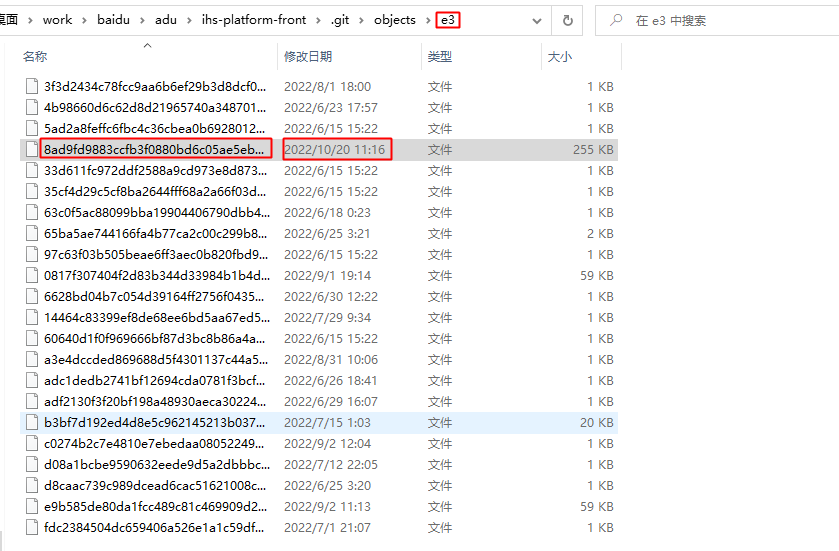 桌面 › work › baidu › adu › ihs-platform-front › .git › objects › e3 在 e3 中搜索
名称 修改日期 类型 大小
3f3d2434c78fcc9aa6b6ef29b3d8dcf0... 2022/8/1 18:00 文件 1 KB
4b98660d6c62d8d21965740a348701... 2022/6/23 17:57 文件 1 KB
5ad2a8feffc6fbc4c36cbea0b6928012... 2022/6/15 15:22 文件 1 KB
8ad9fd9883ccfb3f0880bd6c05ae5eb... 2022/10/20 11:16 文件 255 KB
33d611fc972ddf2588a9cd973e8d873... 2022/6/15 15:22 文件 1 KB
35cf4d29c5cf8ba2644fff68a2a66f03d... 2022/6/15 15:22 文件 1 KB
63c0f5ac88099bba19904406790dbb4... 2022/6/18 0:23 文件 1 KB
65ba5ae744166fa4b77ca2c00c299b8... 2022/6/25 3:21 文件 2 KB
97c63f03b505beae6ff3aec0b820fbd9... 2022/6/15 15:22 文件 1 KB
0817f307404f2d83b344d33984b1b4d... 2022/9/1 19:14 文件 59 KB
6628bd04b7c054d39164ff2756f0435... 2022/6/30 12:22 文件 1 KB
14464c83399ef8de68ee6bd5aa67ed5... 2022/7/29 9:34 文件 1 KB
60640d1f0f969666bf87d3bc8b86a4a... 2022/6/15 15:22 文件 1 KB
a3e4dccded869688d5f4301137c44a5... 2022/8/31 10:06 文件 1 KB
adc1dedb2741bf12694cda0781f3bcf... 2022/6/26 18:41 文件 1 KB
adf2130f3f20bf198a48930aeca30224... 2022/6/29 16:07 文件 1 KB
b3bf7d192ed4d8e5c962145213b037... 2022/7/15 1:03 文件 20 KB
c0274b2c7e4810e7ebedaa08052249... 2022/9/2 12:04 文件 1 KB
d08a1bcbe9590632eede9d5a2dbbbc... 2022/7/12 22:05 文件 1 KB
d8caac739c989dcead6cac51621008c... 2022/6/25 3:20 文件 1 KB
e9b585de80da1fcc489c81c469909d2... 2022/9/2 11:13 文件 59 KB
fdc2384504dc659406a526e1a1c59df... 2022/7/1 21:07 文件 1 KB